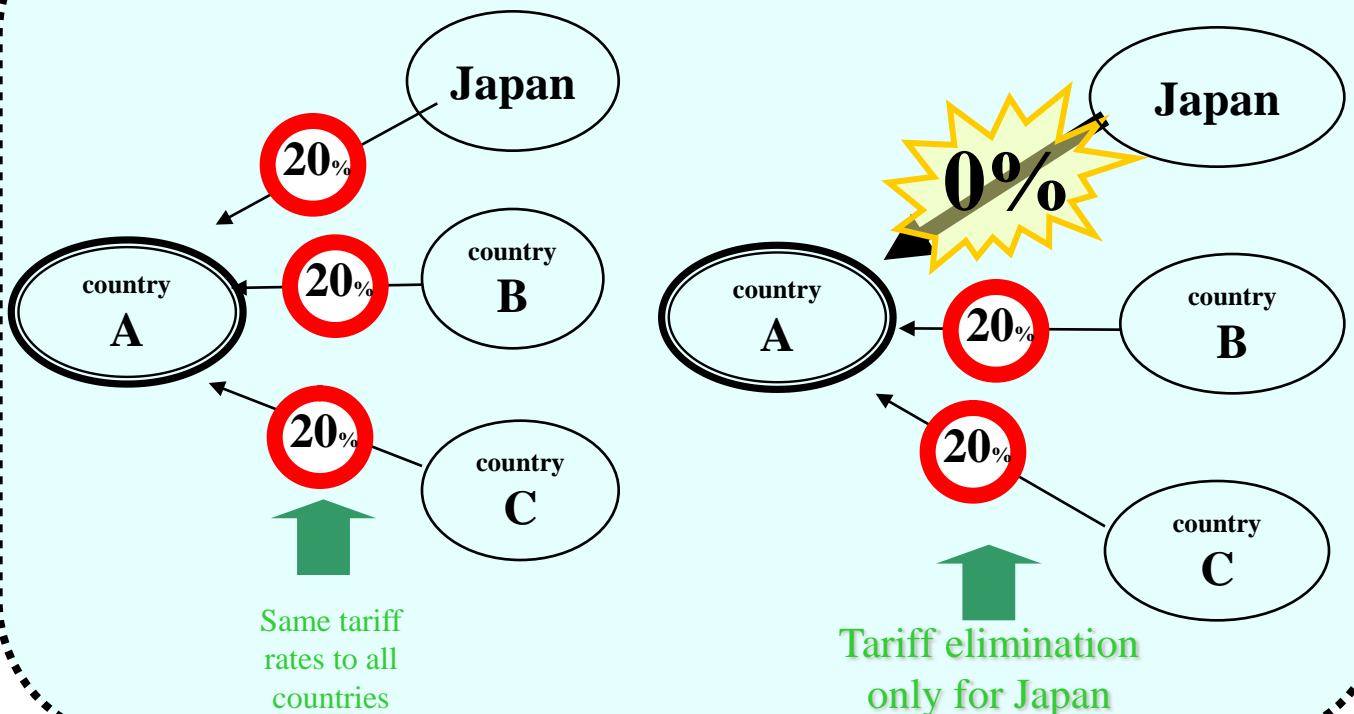 Japan
20%
country
A
20%
country
B
20%
country
C
Same tariff
rates to all
countries
Japan
0%
country
A
20%
country
B
20%
country
C
Tariff elimination
only for Japan